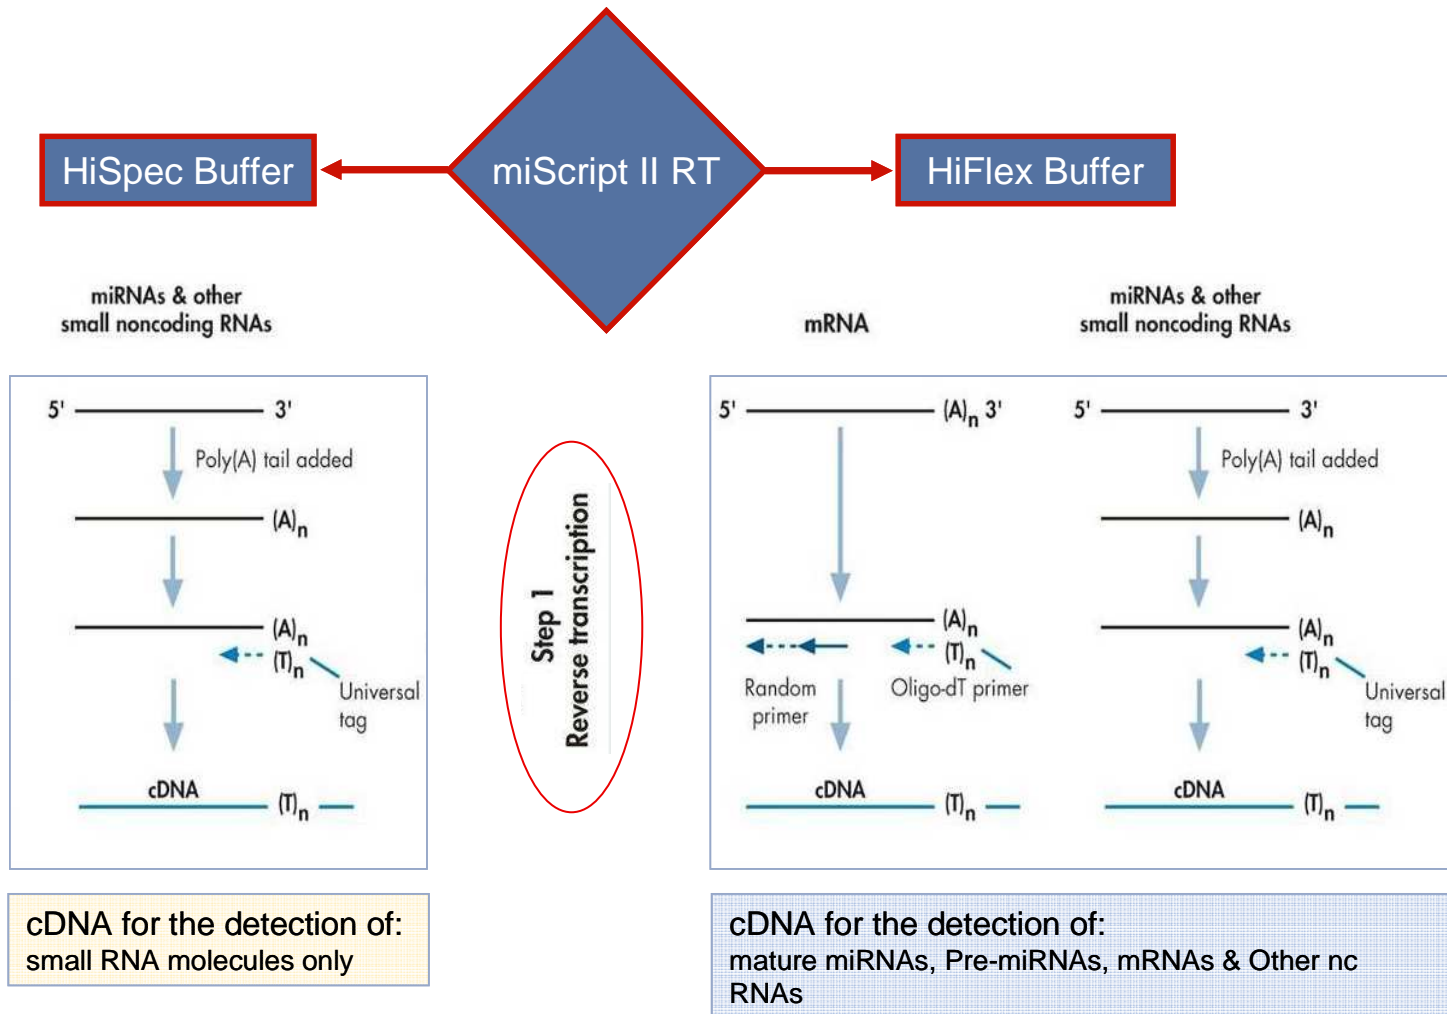 HiSpec Buffer
miScript II RT
HiFlex Buffer
miRNAs & other
small noncoding RNAs
5' 3'
Poly(A) tail added
(A)n
(A)n
(T)n
Universal
tag
cDNA
(T)n
Step 1
Reverse transcription
mRNA
5' (A)n 3'
(A)n
(T)n
Random
primer
Oligo-dT primer
cDNA
(T)n
miRNAs & other
small noncoding RNAs
5' 3'
Poly(A) tail added
(A)n
(A)n
(T)n
Universal
tag
cDNA
(T)n
cDNA for the detection of:
small RNA molecules only
cDNA for the detection of:
mature miRNAs, Pre-miRNAs, mRNAs & Other nc
RNAs